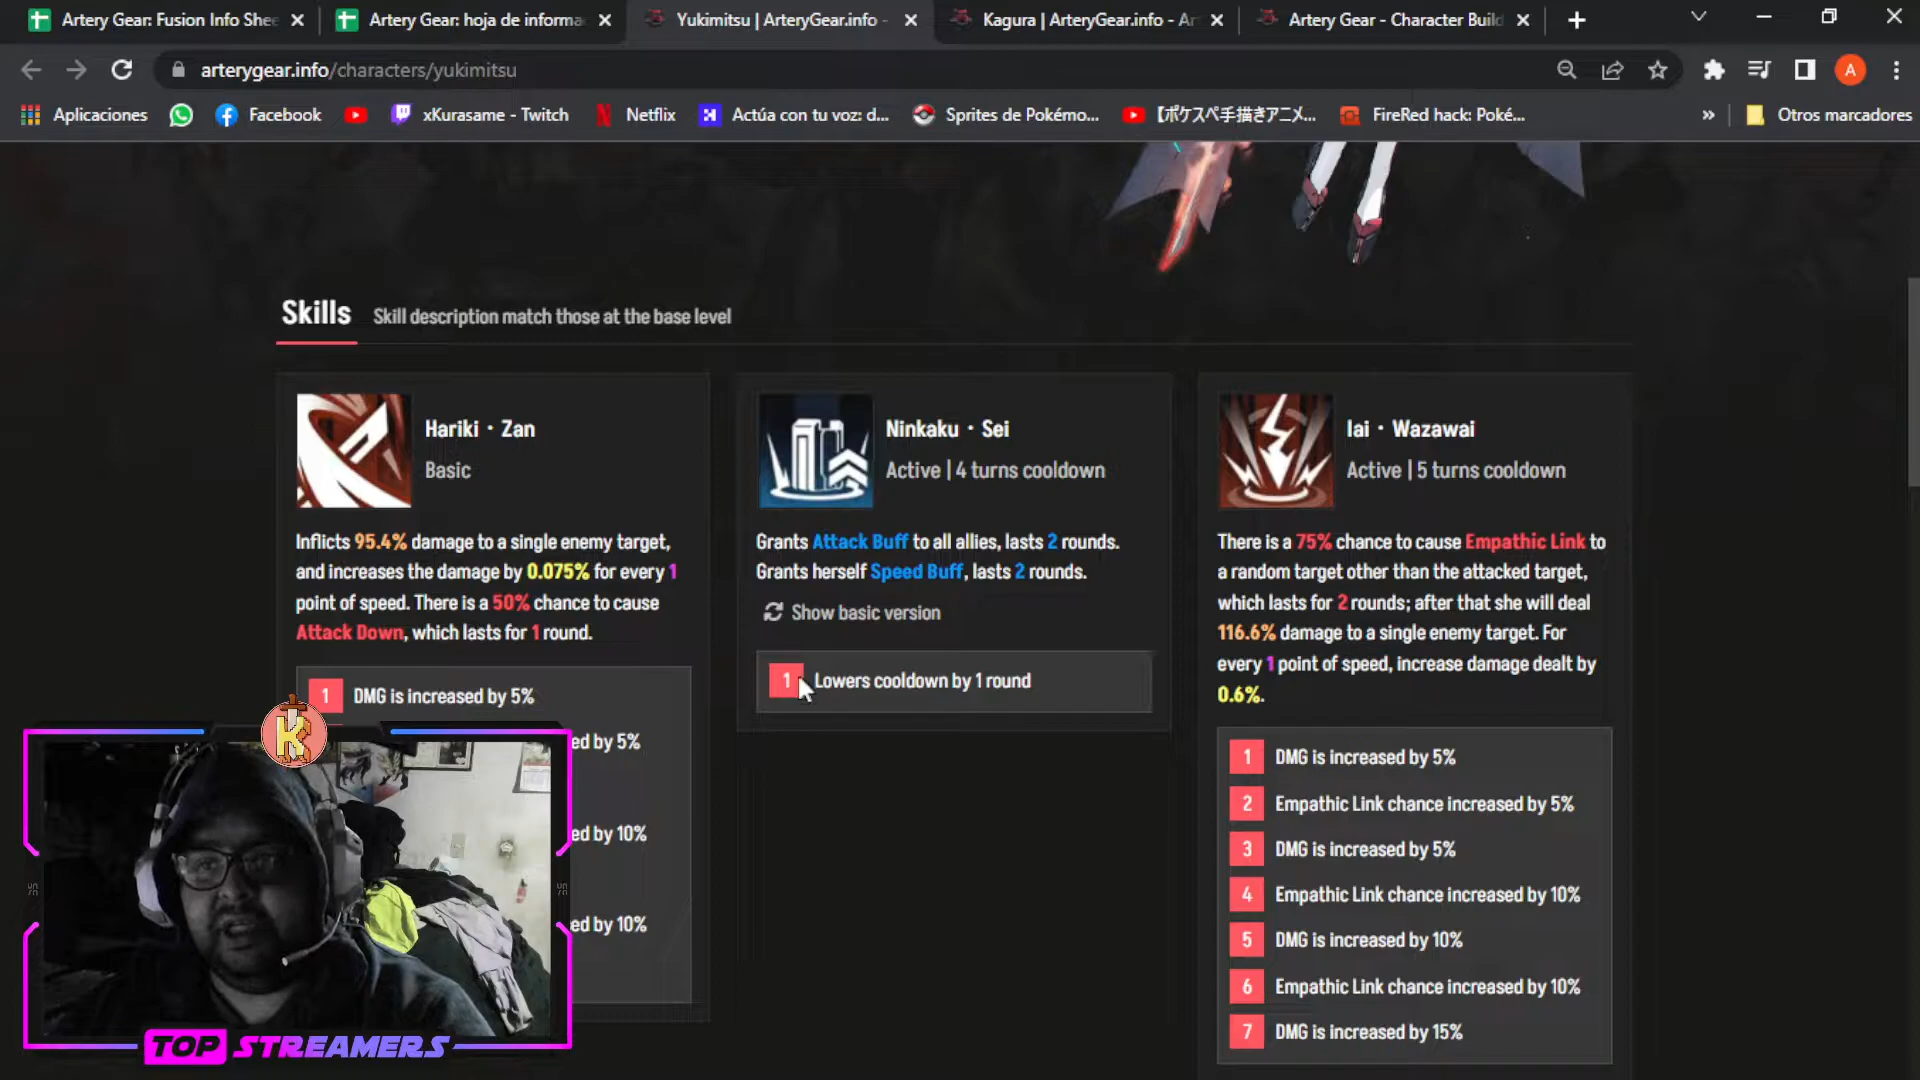 Artery Gear: Fusion Info Shee
Artery Gear: hoja de informa
Yukimitsu | ArteryGear.info -
Kagura | ArteryGear.info - Ar
Artery Gear - Character Build
arterygear.info/characters/yukimitsu
A
Aplicaciones
Facebook
xKurasame - Twitch
Netflix
Actúa con tu voz: d...
Sprites de Pokémo...
【ポケスペ手描きアニメ...
FireRed hack: Poké...
»
Otros marcadores
Skills
Skill description match those at the base level
Hariki・Zan
Basic
Inflicts 95.4% damage to a single enemy target,
and increases the damage by 0.075% for every 1
point of speed. There is a 50% chance to cause
Attack Down, which lasts for 1 round.
1 DMG is increased by 5%
ed by 5%
ed by 10%
ed by 10%
Ninkaku・Sei
Active | 4 turns cooldown
Grants Attack Buff to all allies, lasts 2 rounds.
Grants herself Speed Buff, lasts 2 rounds.
Show basic version
1 Lowers cooldown by 1 round
Iai・Wazawai
Active | 5 turns cooldown
There is a 75% chance to cause Empathic Link to
a random target other than the attacked target,
which lasts for 2 rounds; after that she will deal
116.6% damage to a single enemy target. For
every 1 point of speed, increase damage dealt by
0.6%.
1 DMG is increased by 5%
2 Empathic Link chance increased by 5%
3 DMG is increased by 5%
4 Empathic Link chance increased by 10%
5 DMG is increased by 10%
6 Empathic Link chance increased by 10%
7 DMG is increased by 15%
K
TOP STREAMERS